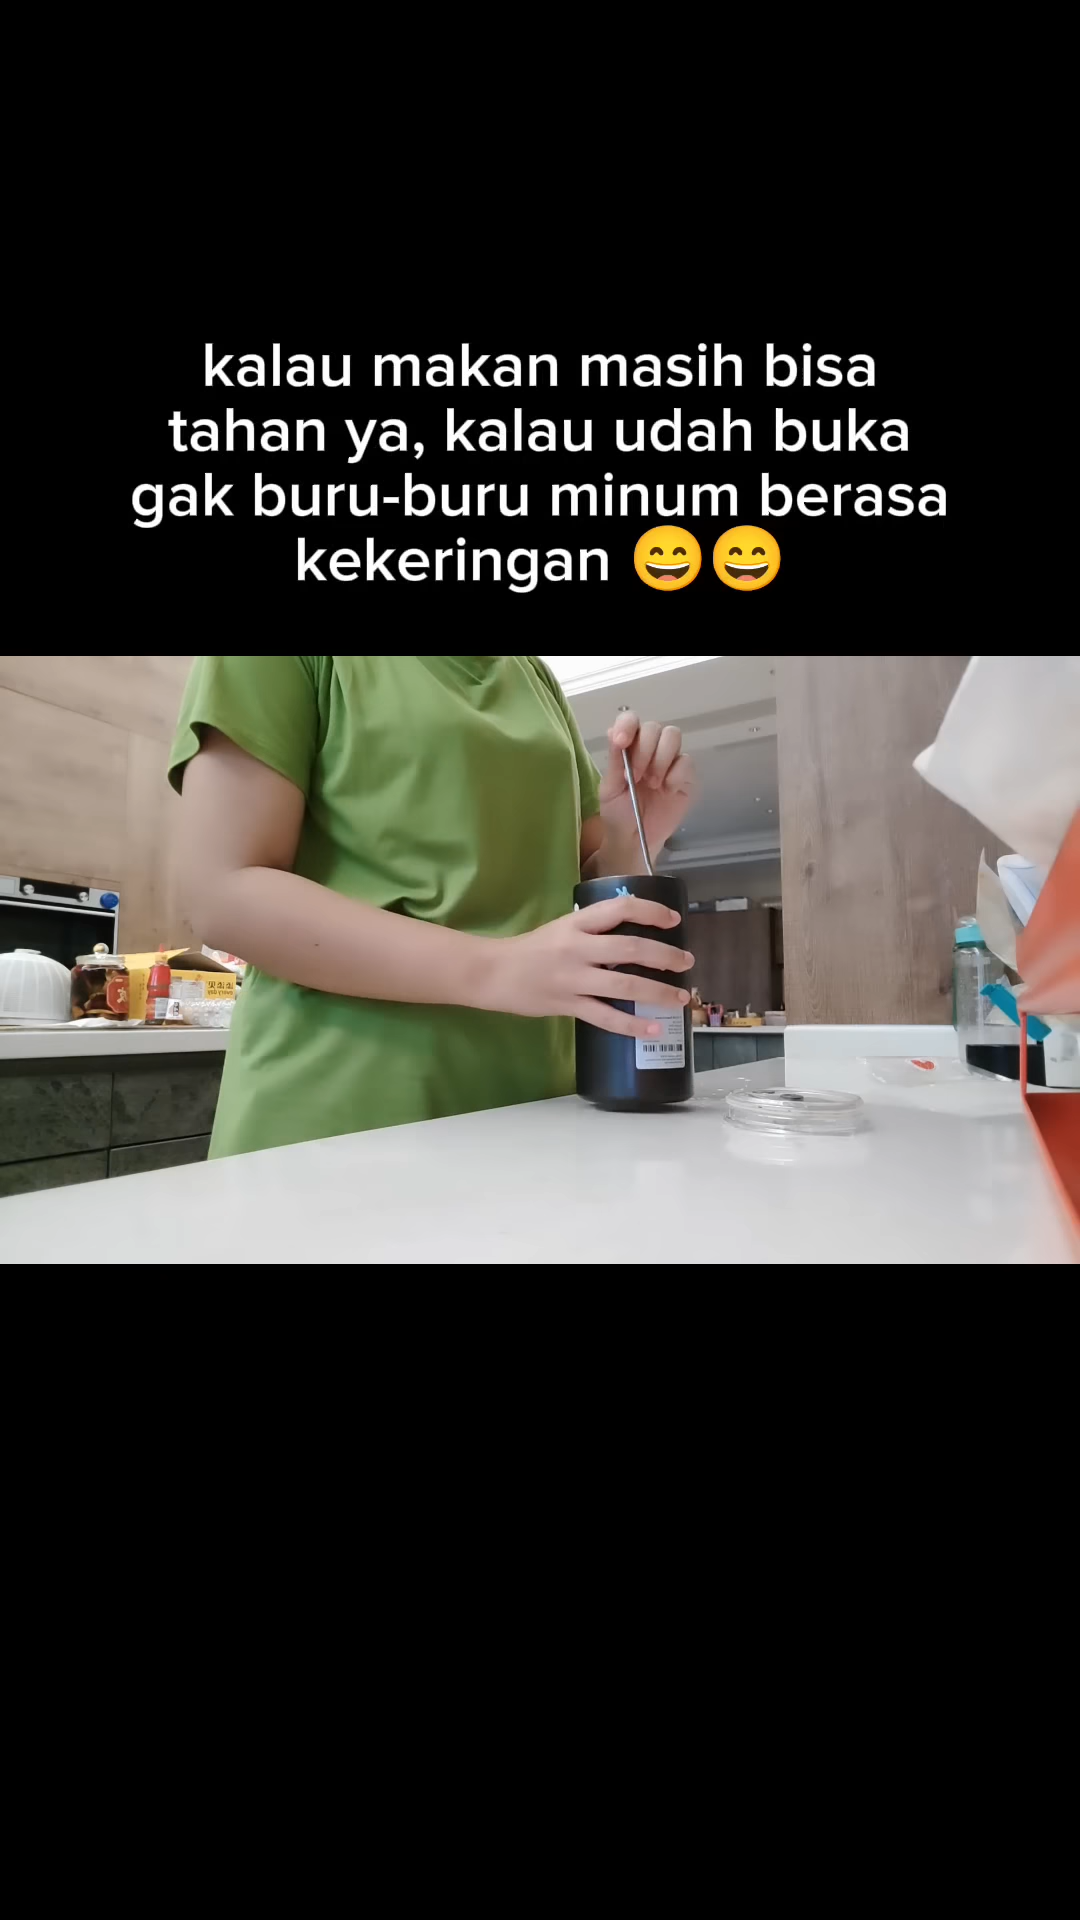 kalau makan masih bisa
tahan ya, kalau udah buka
gak buru-buru minum berasa
kekeringan 😄😄